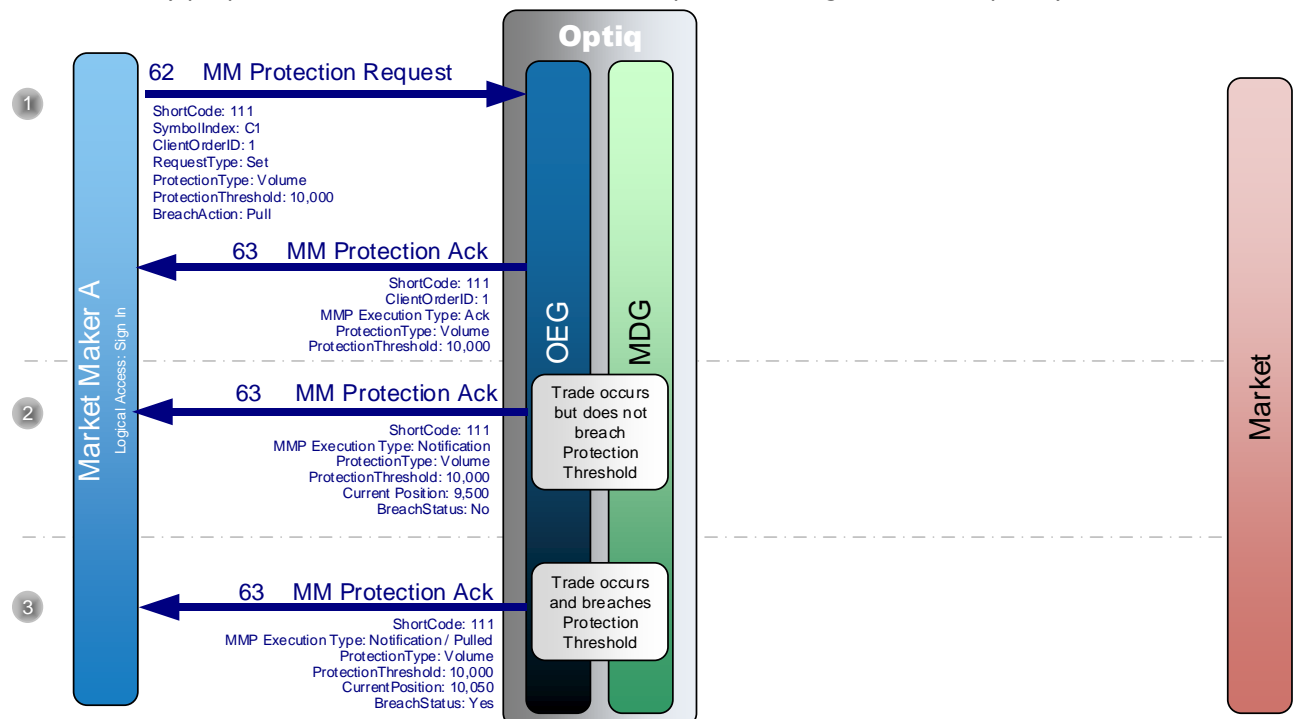 Optiq
1
62 MM Protection Request
ShortCode: 111
SymbolIndex: C1
ClientOrderID: 1
RequestType: Set
ProtectionType: Volume
ProtectionThreshold: 10,000
BreachAction: Pull
63 MM Protection Ack
ShortCode: 111
ClientOrderID: 1
MMP Execution Type: Ack
ProtectionType: Volume
ProtectionThreshold: 10,000
Market Maker A
Logical Access: Sign In
OEG
MDG
Market
2
63 MM Protection Ack
ShortCode: 111
MMP Execution Type: Notification
ProtectionType: Volume
ProtectionThreshold: 10,000
Current Position: 9,500
BreachStatus: No
Trade occurs
but does not
breach
Protection
Threshold
3
63 MM Protection Ack
ShortCode: 111
MMP Execution Type: Notification / Pulled
ProtectionType: Volume
ProtectionThreshold: 10,000
CurrentPosition: 10,050
BreachStatus: Yes
Trade occurs
and breaches
Protection
Threshold